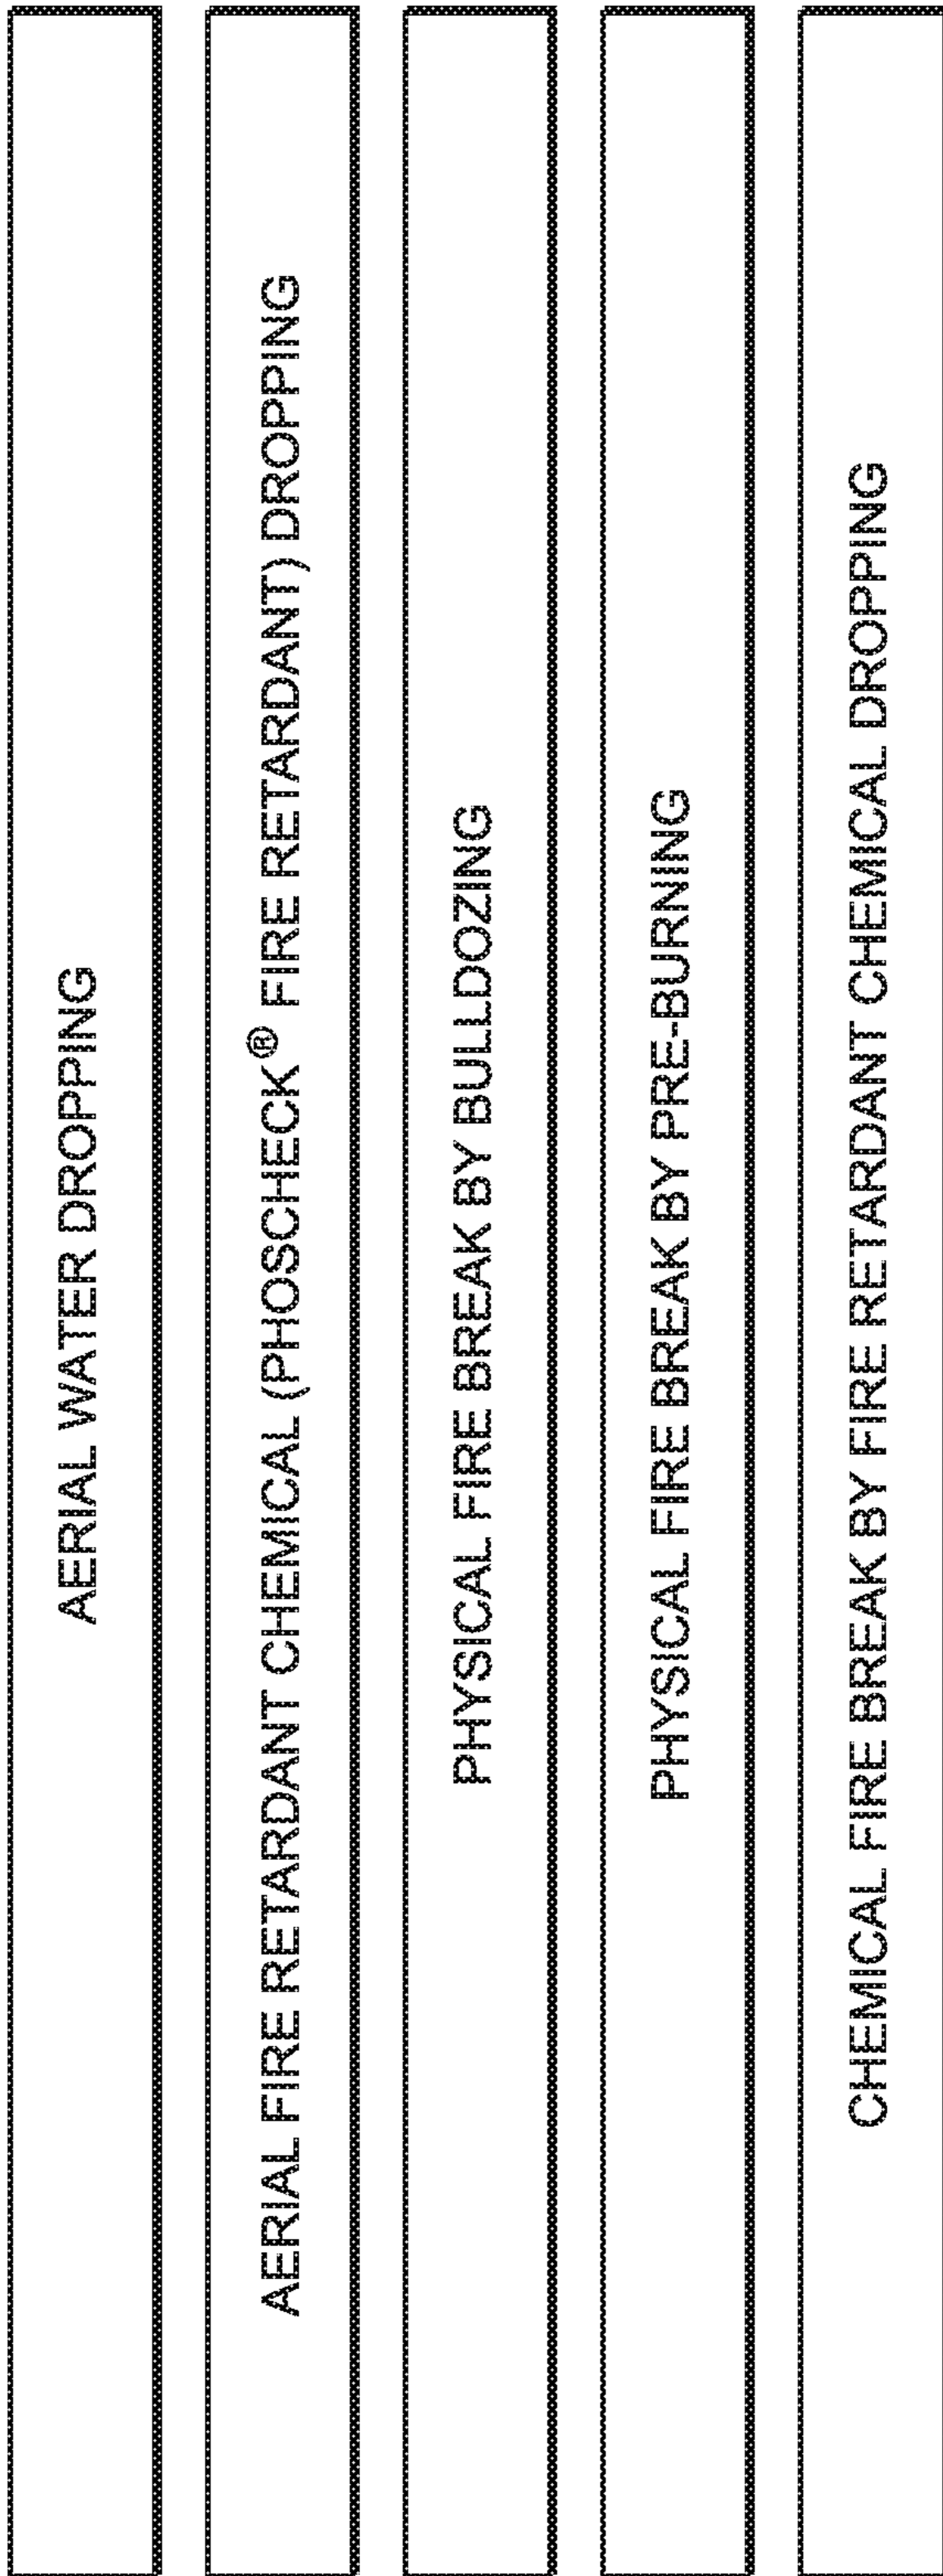 AERIAL WATER DROPPING
AERIAL FIRE RETARDANT CHEMICAL (PHOSCHECK® FIRE RETARDANT) DROPPING
PHYSICAL FIRE BREAK BY BULLDOZING
PHYSICAL FIRE BREAK BY PRE-BURNING
CHEMICAL FIRE BREAK BY FIRE RETARDANT CHEMICAL DROPPING